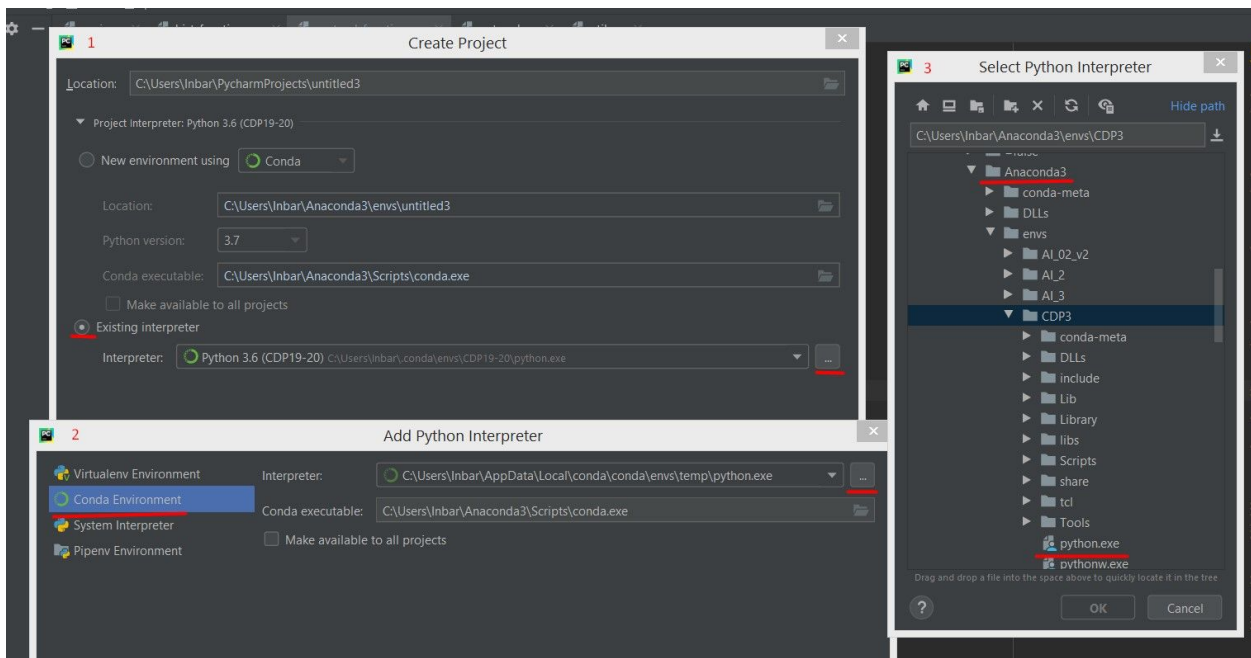 1
Create Project
Location: C:\Users\Inbar\PycharmProjects\untitled3
Project Interpreter: Python 3.6 (CDP19-20)
New environment using Conda
Location: C:\Users\Inbar\Anaconda3\envs\untitled3
Python version: 3.7
Conda executable: C:\Users\Inbar\Anaconda3\Scripts\conda.exe
Make available to all projects
Existing interpreter
Interpreter: Python 3.6 (CDP19-20) C:\Users\Inbar\.conda\envs\CDP19-20\python.exe ...
2
Add Python Interpreter
Virtualenv Environment
Conda Environment
System Interpreter
Pipenv Environment
Interpreter: C:\Users\Inbar\AppData\Local\conda\conda\envs\temp\python.exe ...
Conda executable: C:\Users\Inbar\Anaconda3\Scripts\conda.exe
Make available to all projects
3
Select Python Interpreter
Hide path
C:\Users\Inbar\Anaconda3\envs\CDP3
Anaconda3
conda-meta
DLLs
envs
AI_02_v2
AI_2
AI_3
CDP3
conda-meta
DLLs
include
Lib
Library
libs
Scripts
share
tcl
Tools
python.exe
pythonw.exe
Drag and drop a file into the space above to quickly locate it in the tree
? OK Cancel